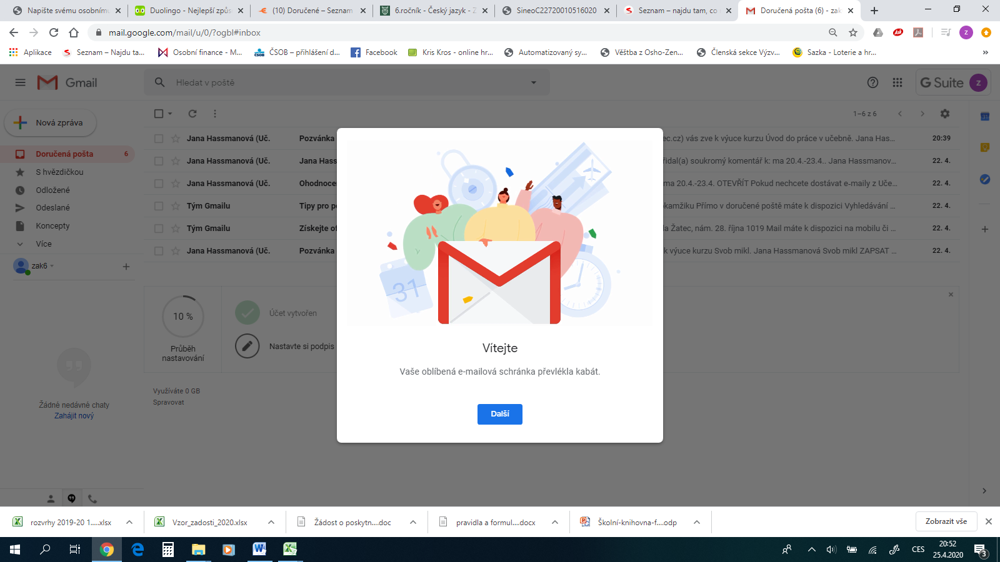 Napište svému osobnímu
Duolingo - Nejlepší způs
(10) Doručené – Seznam
6.ročník - Český jazyk - Z
SineoC22720010516020
Seznam – najdu tam, co
Doručená pošta (6) - zak
mail.google.com/mail/u/0/?ogbl#inbox
Ask
z
Aplikace
Seznam – Najdu ta...
Osobní finance - M...
ČSOB – přihlášení d...
Facebook
Kris Kros - online hr...
Automatizovaný sy...
Věštba z Osho-Zen...
Členská sekce Výzv...
Sazka - Loterie a hr...
»
Gmail
Hledat v poště
G Suite
z
Nová zpráva
1–6 z 6
Doručená pošta 6
S hvězdičkou
Odložené
Odeslané
Koncepty
Více
zak6
Jana Hassmanová (Uč. Pozvánka ec.cz) vás zve k výuce kurzu Úvod do práce v učebně. Jana Has... 20:39
Jana Hassmanová (Uč. Jana Hass řidal(a) soukromý komentář k: ma 20.4.-23.4.. Jana Hassmanov... 22. 4.
Jana Hassmanová (Uč. Ohodnocen ma 20.4.-23.4. OTEVŘÍT Pokud nechcete dostávat e-maily z Uče... 22. 4.
Tým Gmailu Tipy pro po okamžiku Přímo v doručené poště máte k dispozici Vyhledávání ... 22. 4.
Tým Gmailu Získejte of la Žatec, nám. 28. října 1019 Mail máte k dispozici na mobilu či ... 22. 4.
Jana Hassmanová (Uč. Pozvánka k výuce kurzu Svob mikl. Jana Hassmanová Svob mikl ZAPSAT ... 22. 4.
31
31
10 %
Průběh
nastavování
Účet vytvořen
Nastavte si podpis
Využíváte 0 GB
Spravovat
Žádné nedávné chaty
Zahájit nový
Vítejte
Vaše oblíbená e-mailová schránka převlékla kabát.
Další
rozvrhy 2019-20 1.....xlsx
Vzor_zadosti_2020.xlsx
Žádost o poskytn....doc
pravidla a formul....docx
Školní-knihovna-f....odp
Zobrazit vše
CES
20:52
25.4.2020
3